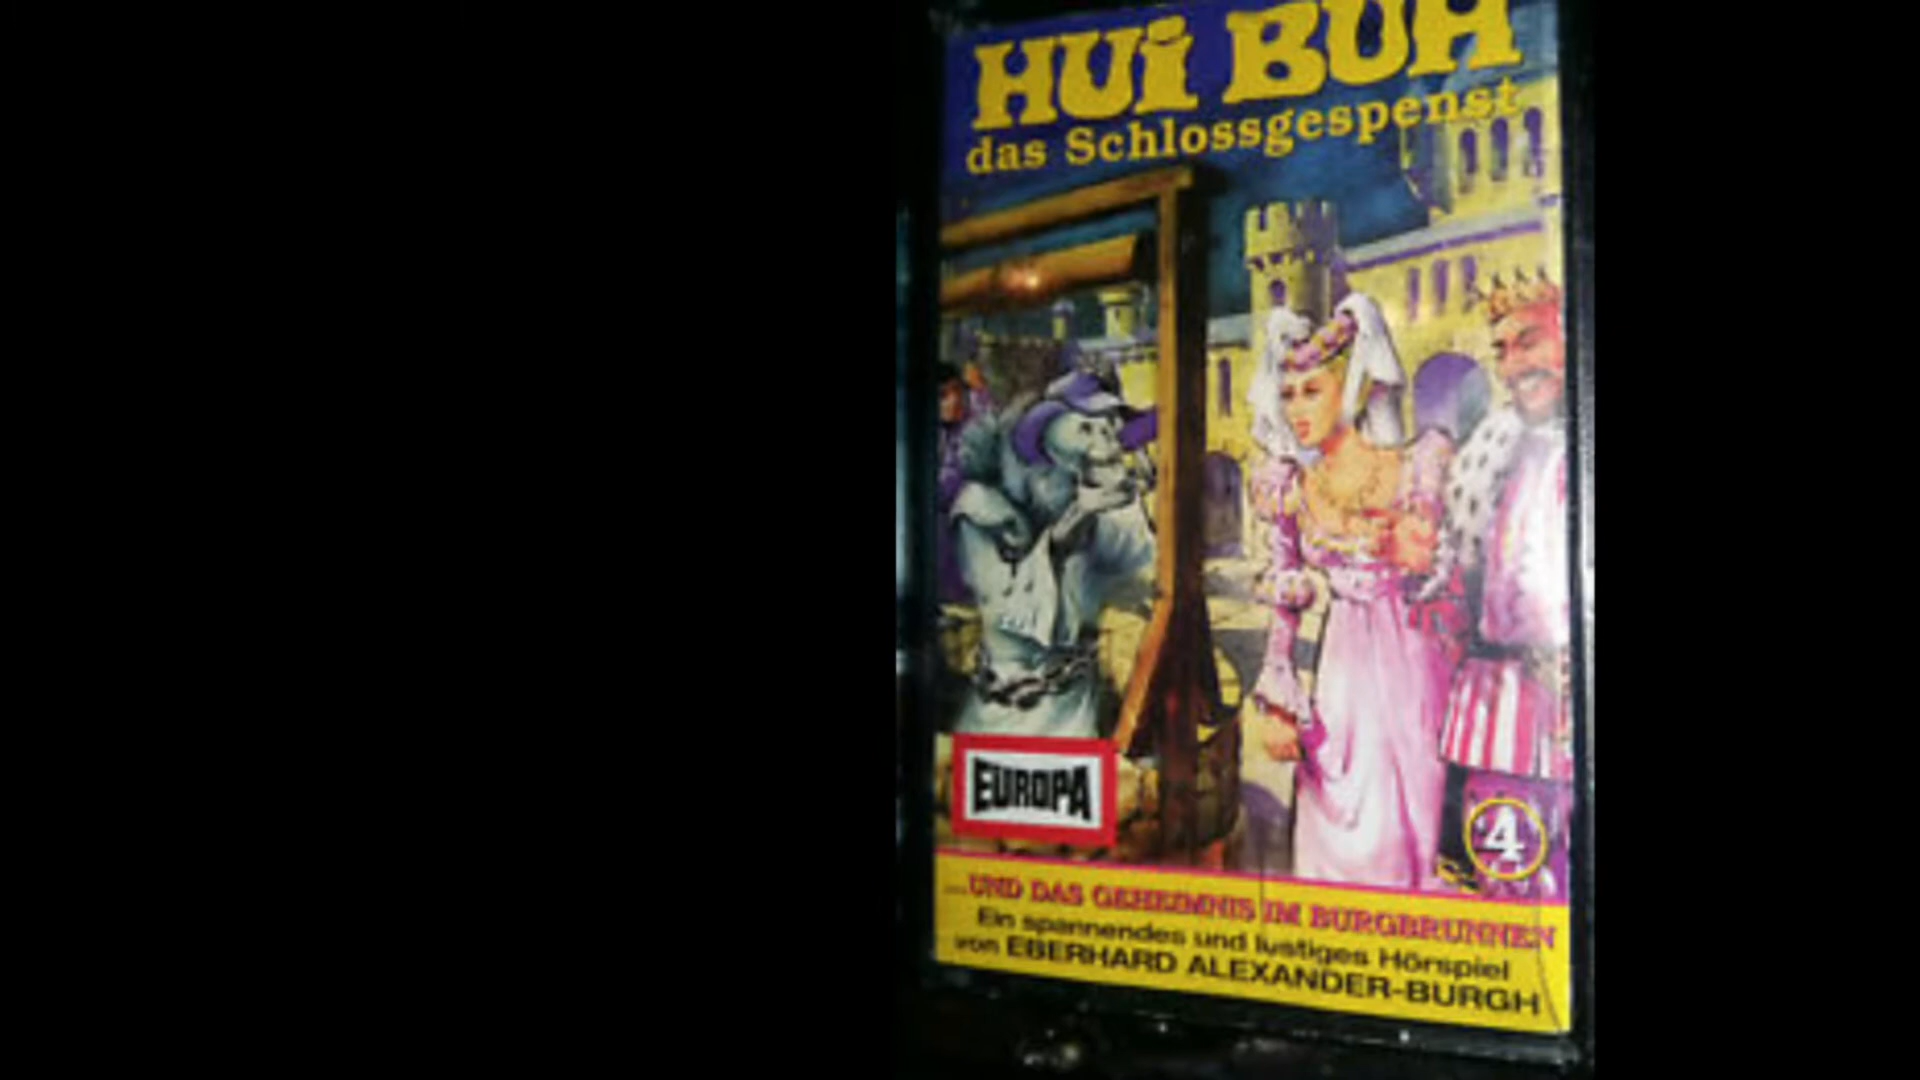 HUi BUH
das Schlossgespenst
EUROPA
4
...UND DAS GEHEIMNIS IM BURGBRUNNEN
Ein spannendes und lustiges Hörspiel
von EBERHARD ALEXANDER-BURGH